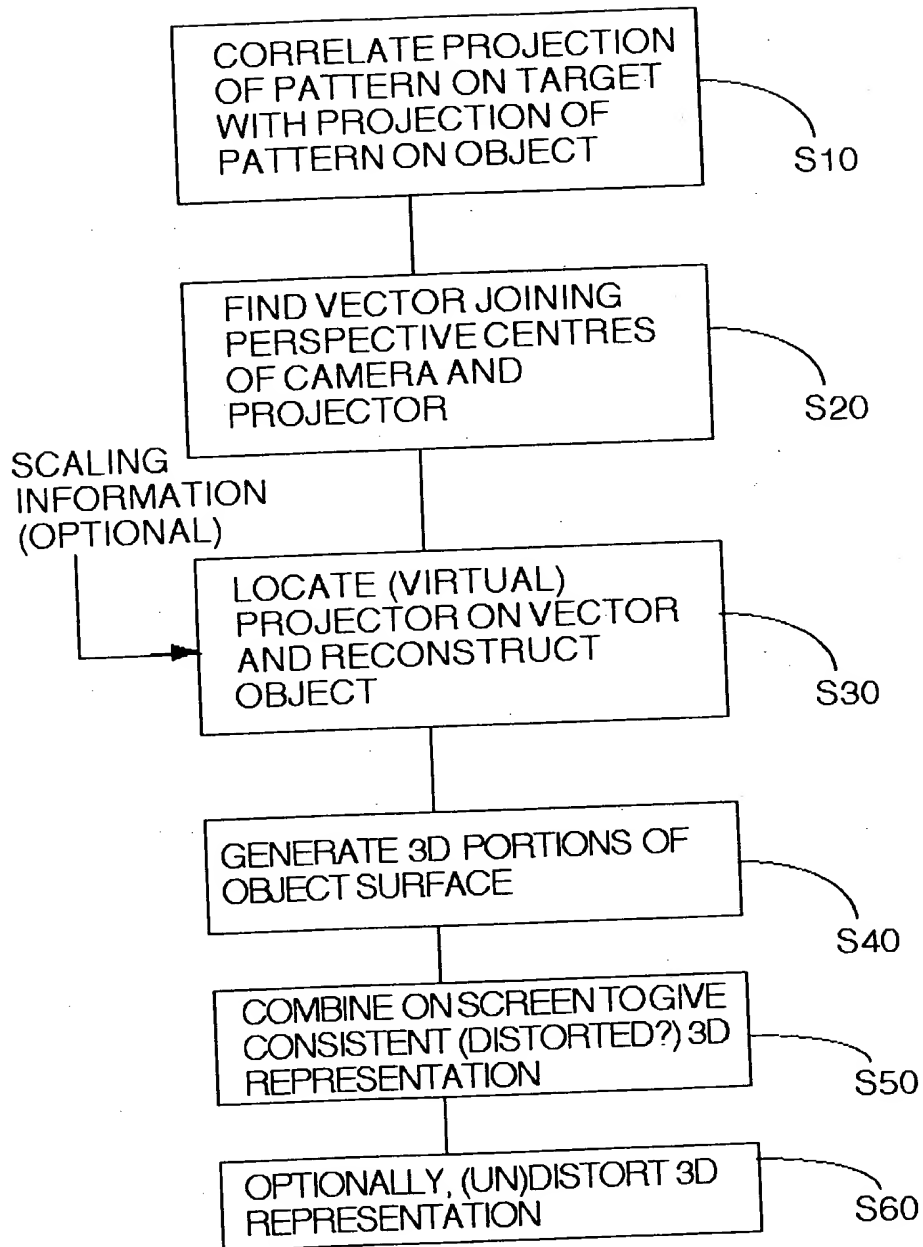 CORRELATE PROJECTION
OF PATTERN ON TARGET
WITH PROJECTION OF
PATTERN ON OBJECT
S10
FIND VECTOR JOINING
PERSPECTIVE CENTRES
OF CAMERA AND
PROJECTOR
S20
SCALING
INFORMATION
(OPTIONAL)
LOCATE (VIRTUAL)
PROJECTOR ON VECTOR
AND RECONSTRUCT
OBJECT
S30
GENERATE 3D PORTIONS OF
OBJECT SURFACE
S40
COMBINE ON SCREEN TO GIVE
CONSISTENT (DISTORTED?) 3D
REPRESENTATION
S50
OPTIONALLY, (UN)DISTORT 3D
REPRESENTATION
S60